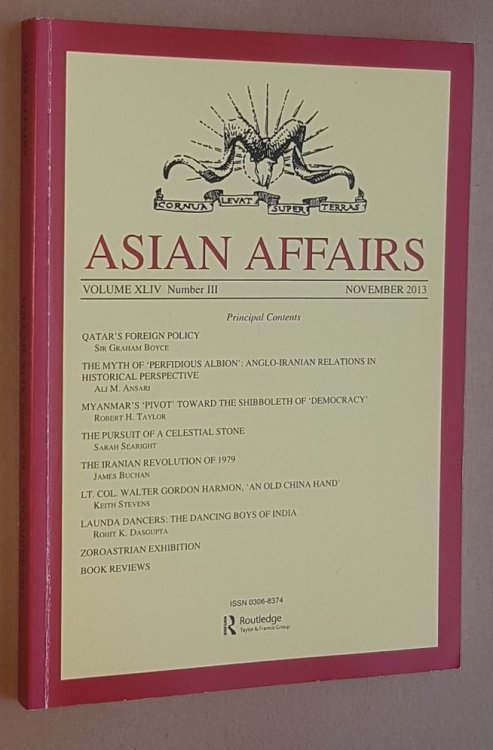 CORNUA LEVAT SUPER TERRAS
ASIAN AFFAIRS
VOLUME XLIV Number III NOVEMBER 2013
Principal Contents
QATAR'S FOREIGN POLICY
SIR GRAHAM BOYCE
THE MYTH OF 'PERFIDIOUS ALBION': ANGLO-IRANIAN RELATIONS IN
HISTORICAL PERSPECTIVE
ALI M. ANSARI
MYANMAR'S 'PIVOT' TOWARD THE SHIBBOLETH OF 'DEMOCRACY'
ROBERT H. TAYLOR
THE PURSUIT OF A CELESTIAL STONE
SARAH SEARIGHT
THE IRANIAN REVOLUTION OF 1979
JAMES BUCHAN
LT. COL. WALTER GORDON HARMON, 'AN OLD CHINA HAND'
KEITH STEVENS
LAUNDA DANCERS: THE DANCING BOYS OF INDIA
ROHIT K. DASGUPTA
ZOROASTRIAN EXHIBITION
BOOK REVIEWS
ISSN 0306-8374
Routledge
Taylor & Francis Group